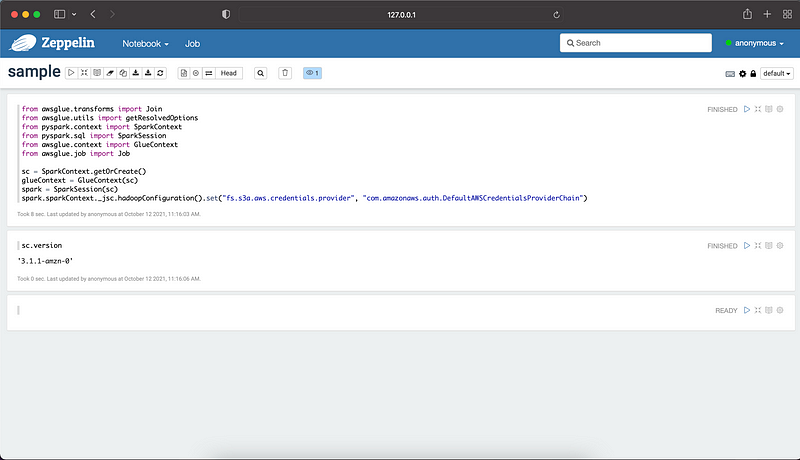 127.0.0.1
Zeppelin Notebook Job Search anonymous
sample Head 1 default
from awsglue.transforms import Join FINISHED
from awsglue.utils import getResolvedOptions
from pyspark.context import SparkContext
from pyspark.sql import SparkSession
from awsglue.context import GlueContext
from awsglue.job import Job
sc = SparkContext.getOrCreate()
glueContext = GlueContext(sc)
spark = SparkSession(sc)
spark.sparkContext._jsc.hadoopConfiguration().set("fs.s3a.aws.credentials.provider", "com.amazonaws.auth.DefaultAWSCredentialsProviderChain")
Took 8 sec. Last updated by anonymous at October 12 2021, 11:16:03 AM.
sc.version FINISHED
'3.1.1-amzn-0'
Took 0 sec. Last updated by anonymous at October 12 2021, 11:16:06 AM.
READY